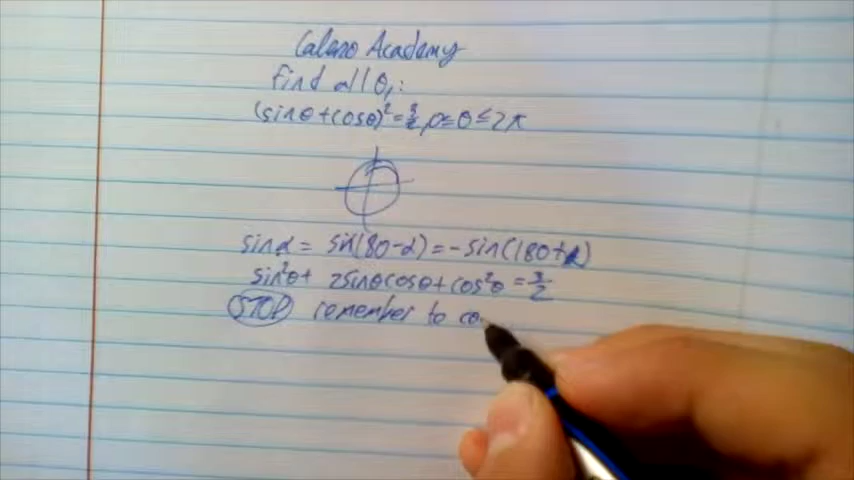 Calano Academy
Find all θ,:
(sinθ+cosθ)²=3/2, 0≤θ≤2π
sinα = sin(180-α)=-sin(180+α)
sin²θ+ 2sinθcosθ+cos²θ=3/2
STOP remember to co